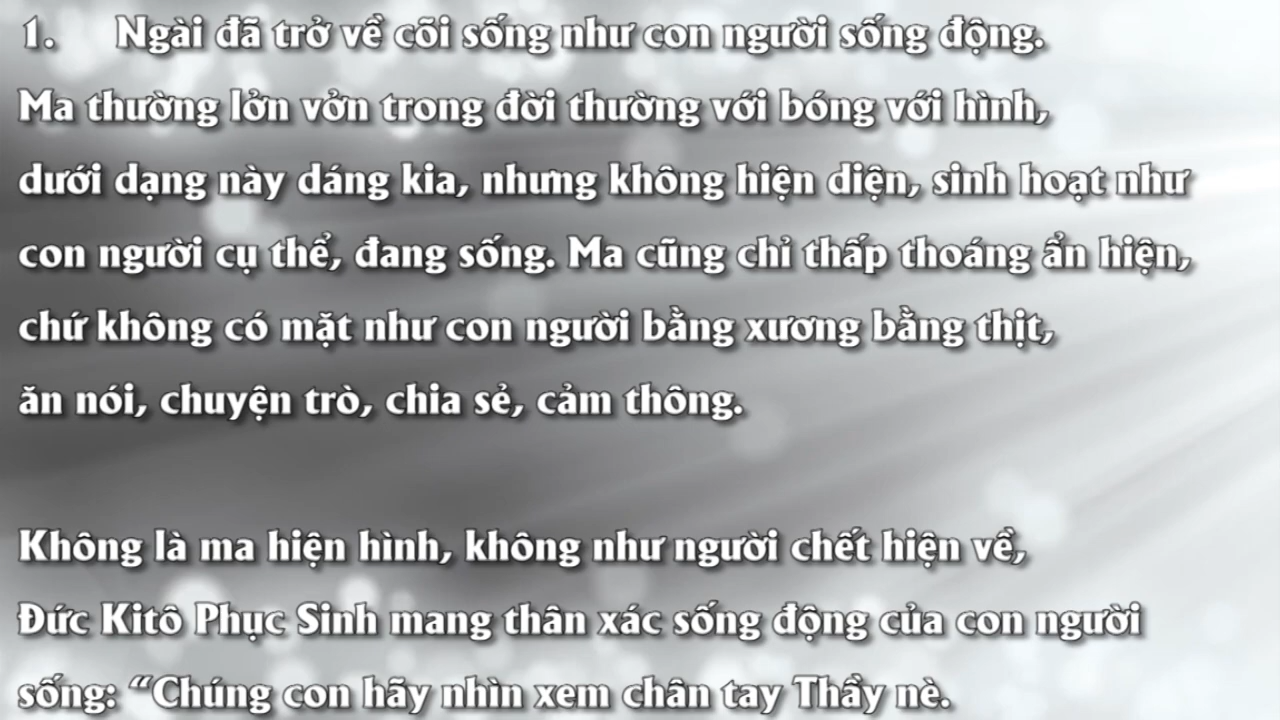 1. Ngài đã trở về cõi sống như con người sống động.
Ma thường lởn vởn trong đời thường với bóng với hình,
dưới dạng này dáng kia, nhưng không hiện diện, sinh hoạt như
con người cụ thể, đang sống. Ma cũng chỉ thấp thoáng ẩn hiện,
chứ không có mặt như con người bằng xương bằng thịt,
ăn nói, chuyện trò, chia sẻ, cảm thông.
Không là ma hiện hình, không như người chết hiện về,
Đức Kitô Phục Sinh mang thân xác sống động của con người
sống: “Chúng con hãy nhìn xem chân tay Thầy nè.